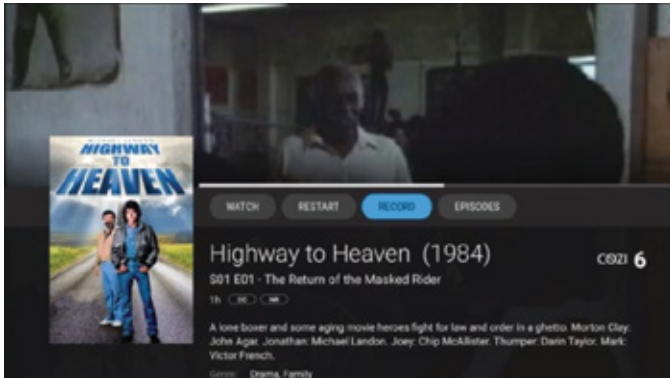 HIGHWAY
TO
HEAVEN
WATCH RESTART RECORD EPISODES
Highway to Heaven (1984)
COZI 6
S01 E01 - The Return of the Masked Rider
1h CC NR
A lone boxer and some aging movie heroes fight for law and order in a ghetto. Morton Clay:
John Agar. Jonathan: Michael Landon. Joey: Chip McAllister. Thumper: Darin Taylor. Mark:
Victor French.
Genre: Drama, Family